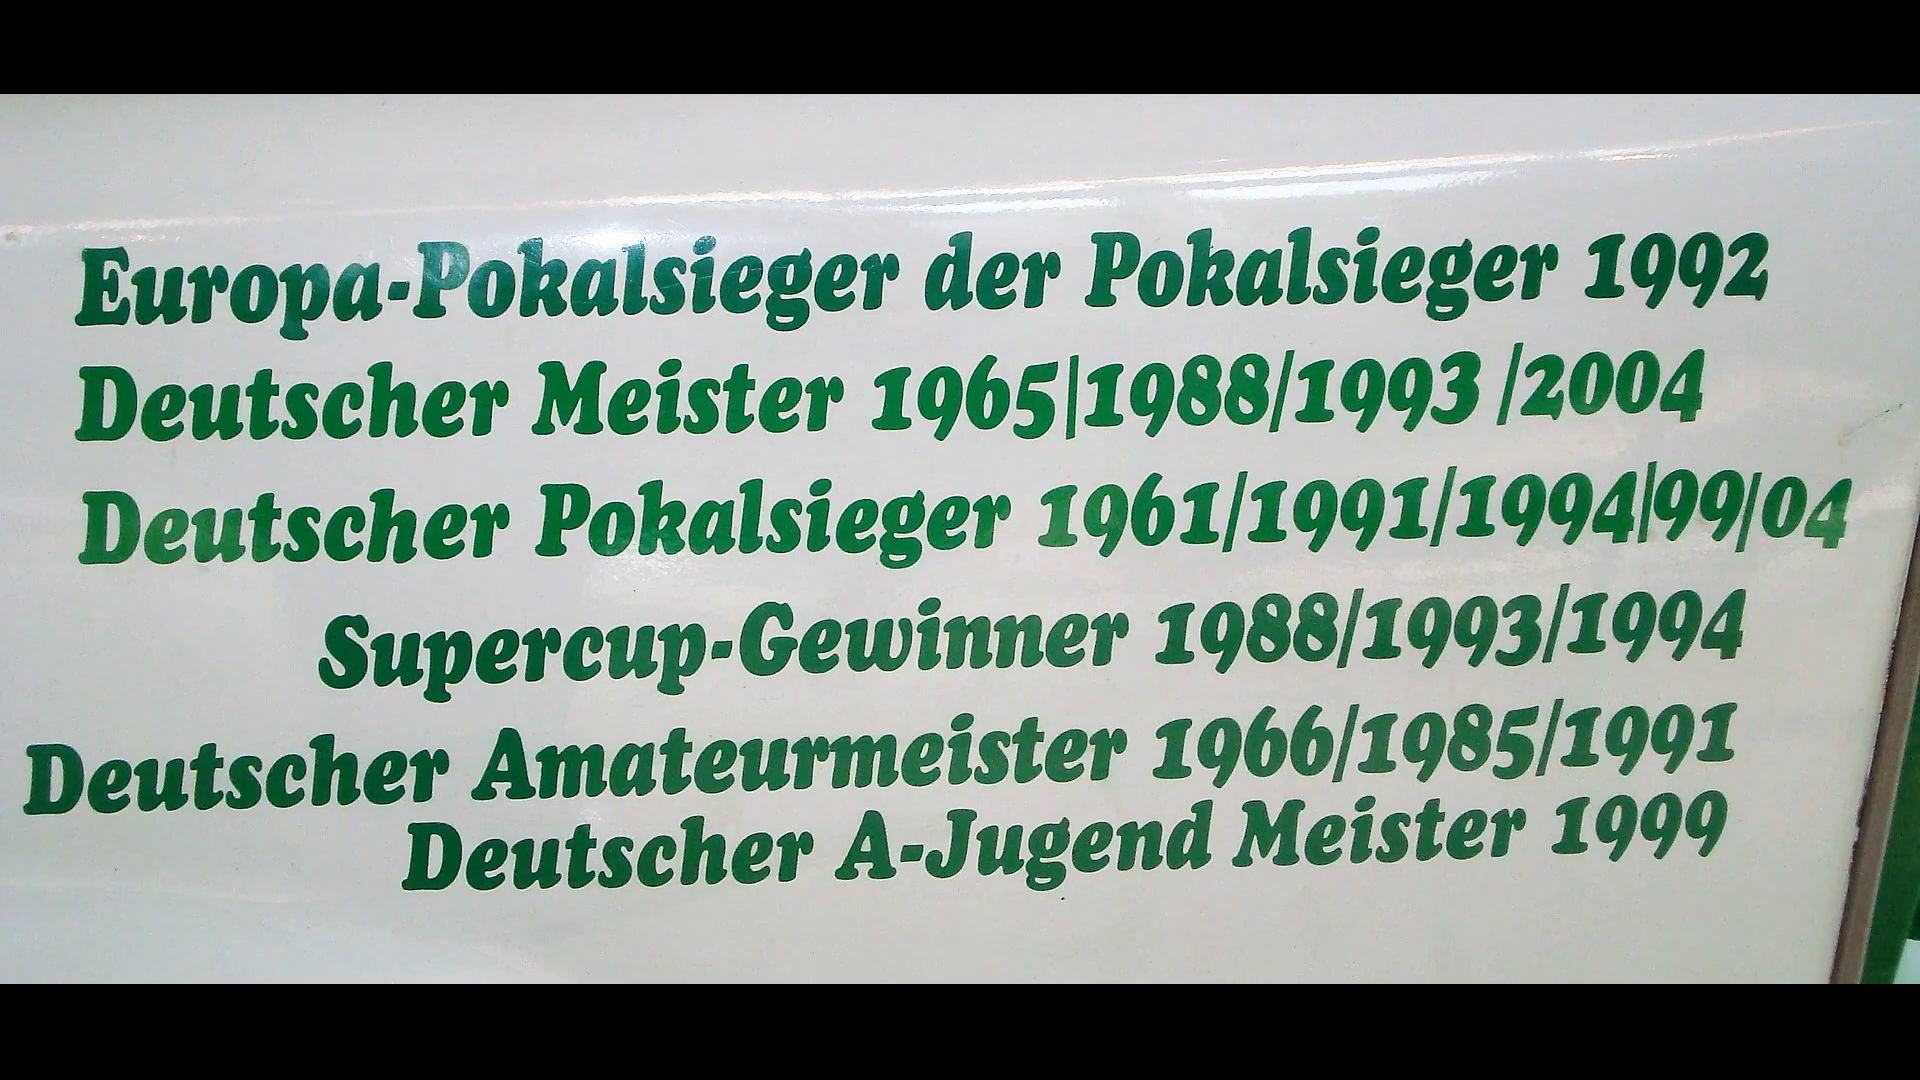 Europa-Pokalsieger der Pokalsieger 1992
Deutscher Meister 1965|1988/1993/2004
Deutscher Pokalsieger 1961/1991/1994|99/04
Supercup-Gewinner 1988/1993/1994
Deutscher Amateurmeister 1966/1985/1991
Deutscher A-Jugend Meister 1999